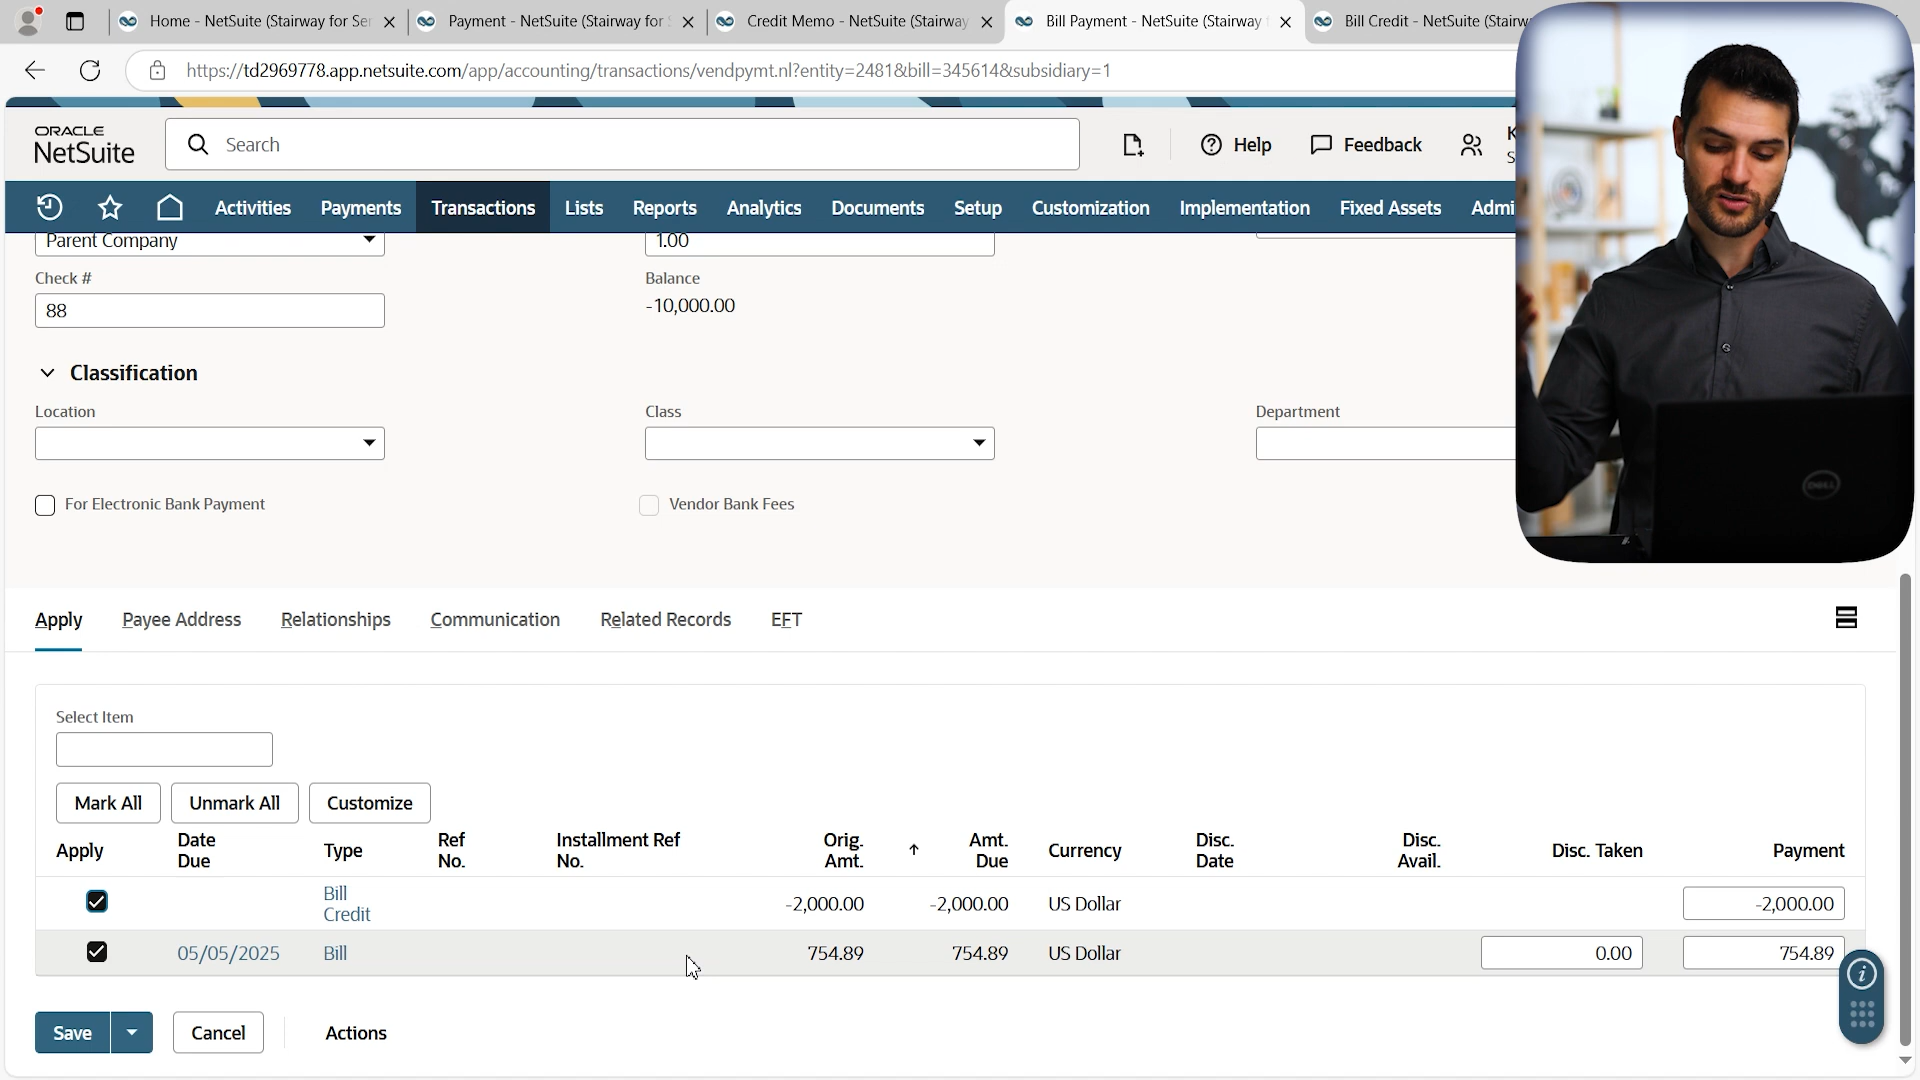 Home - NetSuite (Stairway for Ser
Payment - NetSuite (Stairway for S
Credit Memo - NetSuite (Stairway
Bill Payment - NetSuite (Stairway
Bill Credit - NetSuite (Stairw
https://td2969778.app.netsuite.com/app/accounting/transactions/vendpymt.nl?entity=2481&bill=345614&subsidiary=1
ORACLE
NetSuite
Search
Help
Feedback
Activities
Payments
Transactions
Lists
Reports
Analytics
Documents
Setup
Customization
Implementation
Fixed Assets
Admi
Parent Company
1.00
Check #
Balance
88
-10,000.00
Classification
Location
Class
Department
For Electronic Bank Payment
Vendor Bank Fees
Apply
Payee Address
Relationships
Communication
Related Records
EFT
Select Item
Mark All
Unmark All
Customize
Apply
Date
Due
Type
Ref
No.
Installment Ref
No.
Orig.
Amt.
Amt.
Due
Currency
Disc.
Date
Disc.
Avail.
Disc. Taken
Payment
Bill
Credit
-2,000.00
-2,000.00
US Dollar
-2,000.00
05/05/2025
Bill
754.89
754.89
US Dollar
0.00
754.89
Save
Cancel
Actions
DELL